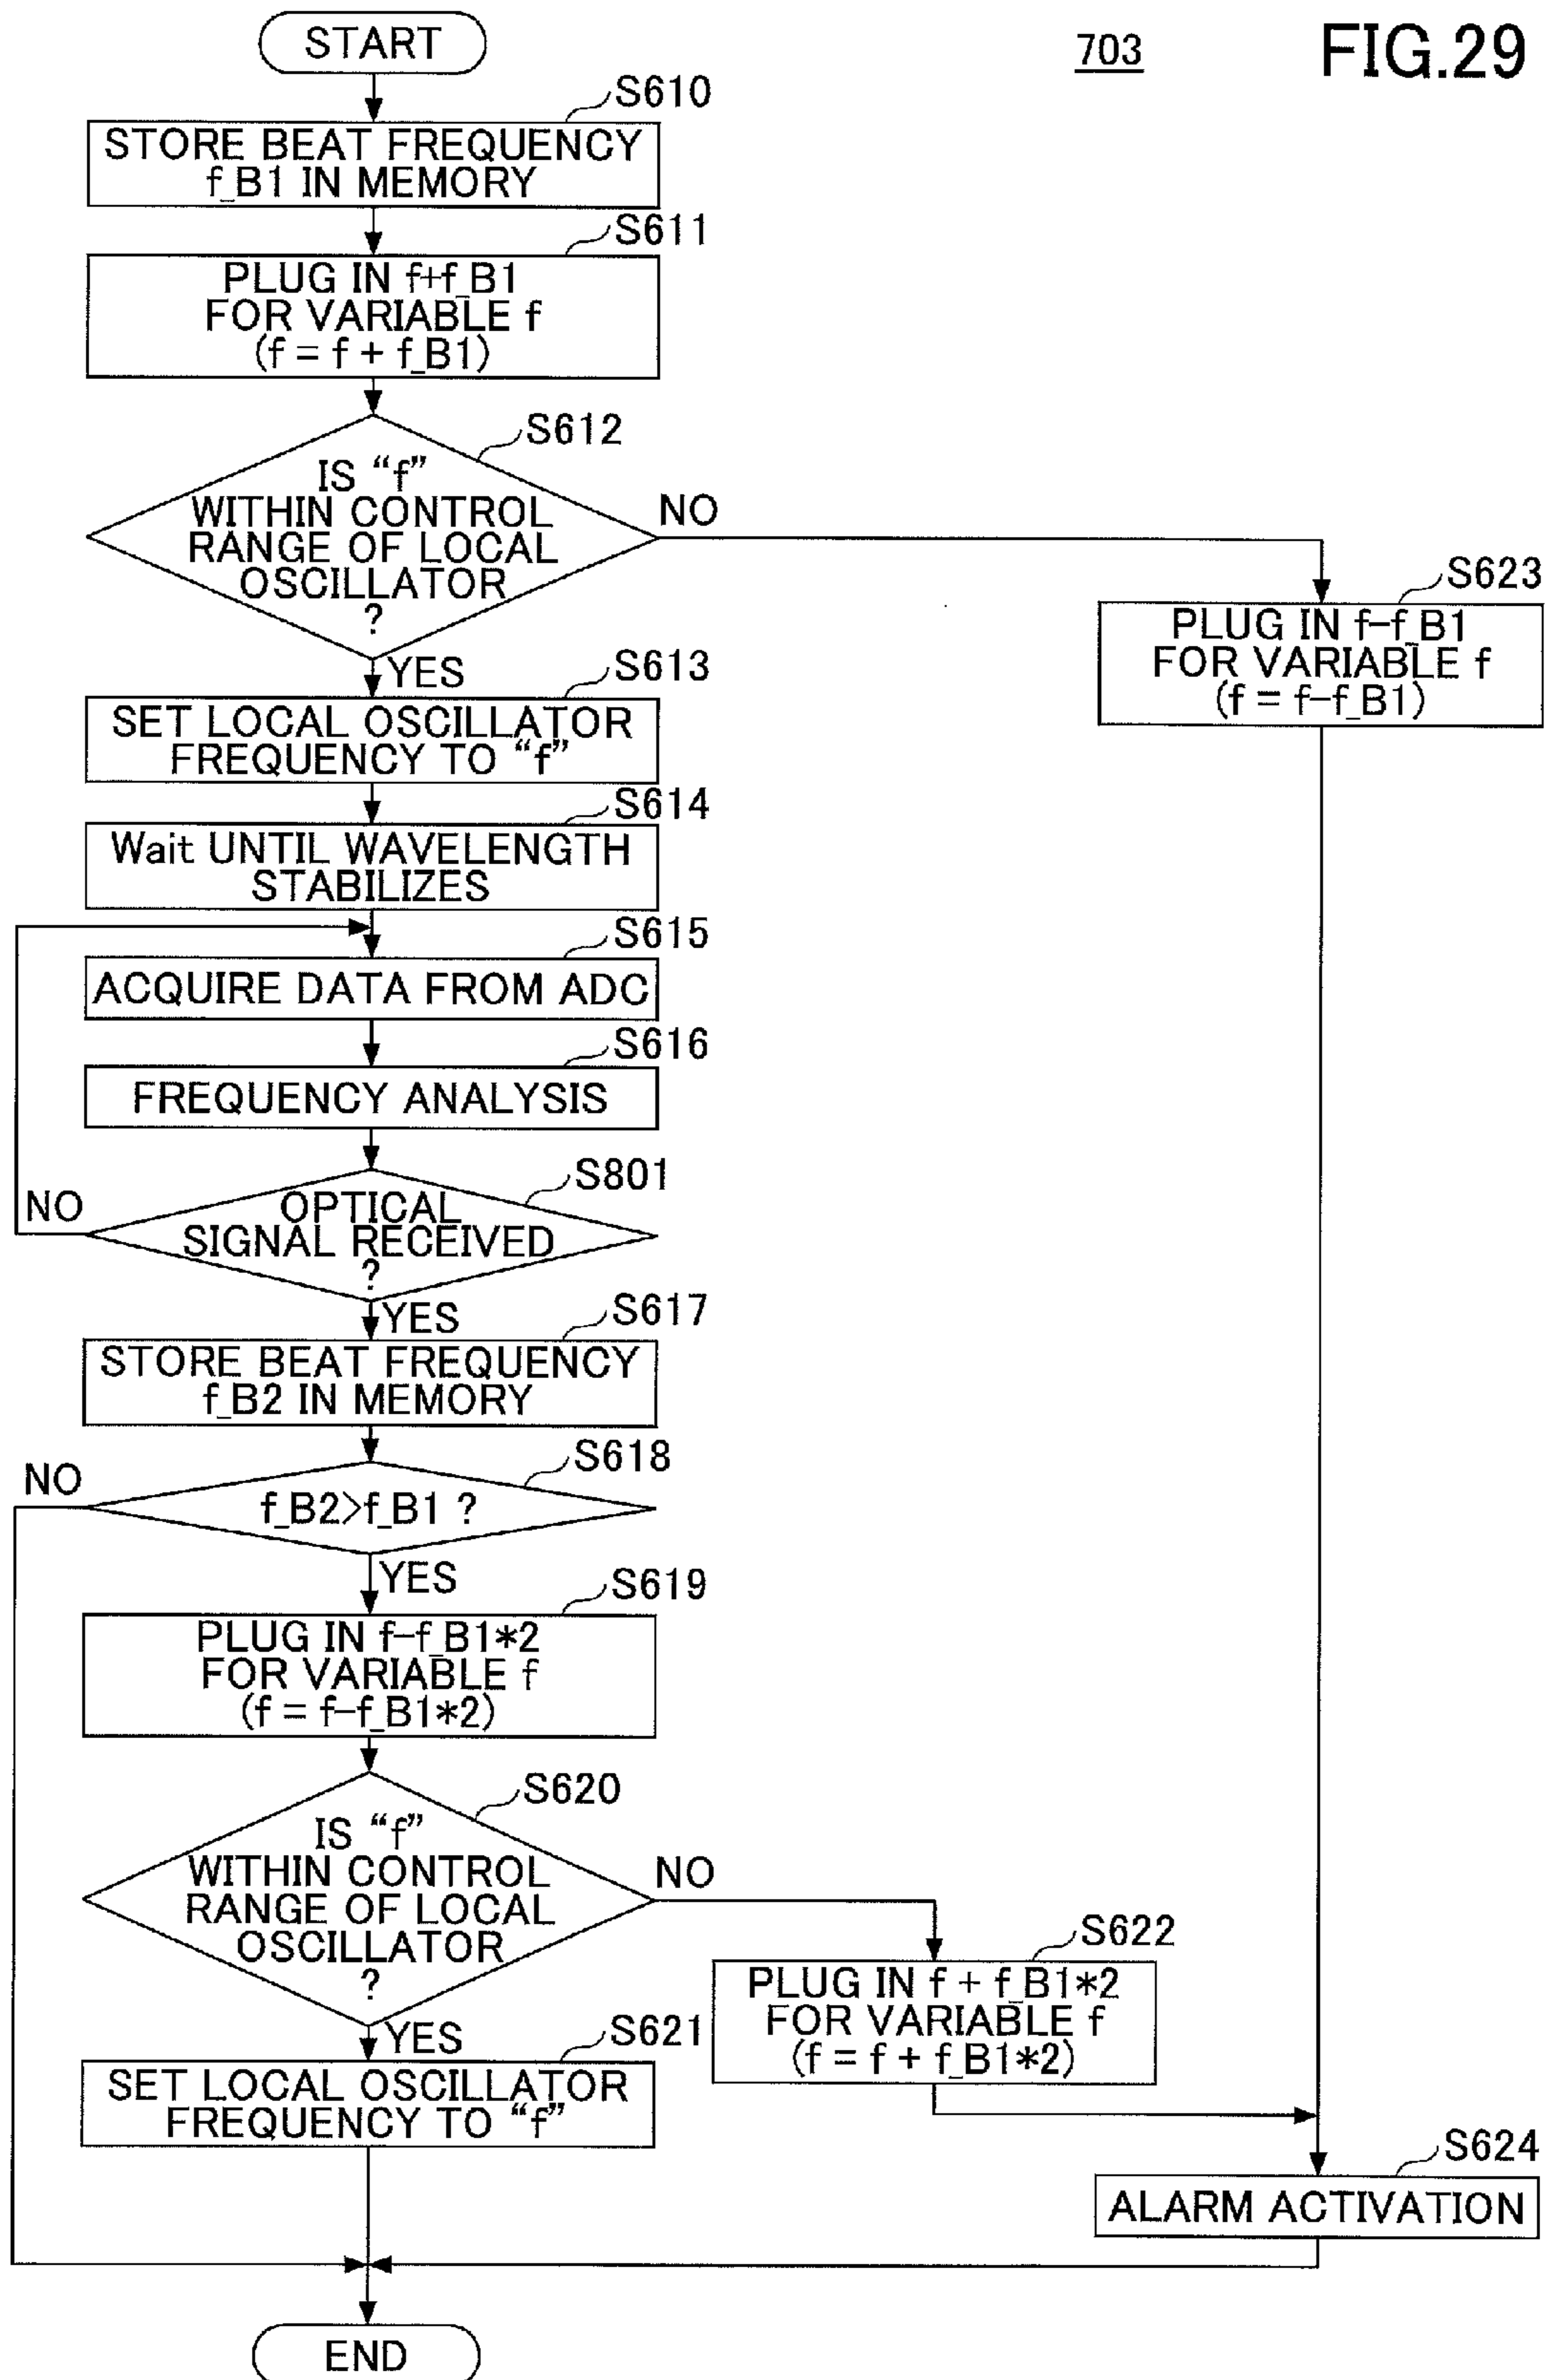 703
FIG.29
START
S610
STORE BEAT FREQUENCY
f_B1 IN MEMORY
S611
PLUG IN f+f_B1
FOR VARIABLE f
(f = f + f_B1)
S612
IS “f”
WITHIN CONTROL
RANGE OF LOCAL
OSCILLATOR
?
NO
YES
S623
PLUG IN f-f_B1
FOR VARIABLE f
(f = f-f_B1)
S613
SET LOCAL OSCILLATOR
FREQUENCY TO “f”
S614
Wait UNTIL WAVELENGTH
STABILIZES
S615
ACQUIRE DATA FROM ADC
S616
FREQUENCY ANALYSIS
S801
OPTICAL
SIGNAL RECEIVED
?
NO
YES
S617
STORE BEAT FREQUENCY
f_B2 IN MEMORY
S618
f_B2>f_B1 ?
NO
YES
S619
PLUG IN f-f_B1*2
FOR VARIABLE f
(f = f-f_B1*2)
S620
IS “f”
WITHIN CONTROL
RANGE OF LOCAL
OSCILLATOR
?
NO
YES
S622
PLUG IN f + f_B1*2
FOR VARIABLE f
(f = f + f_B1*2)
S621
SET LOCAL OSCILLATOR
FREQUENCY TO “f”
S624
ALARM ACTIVATION
END